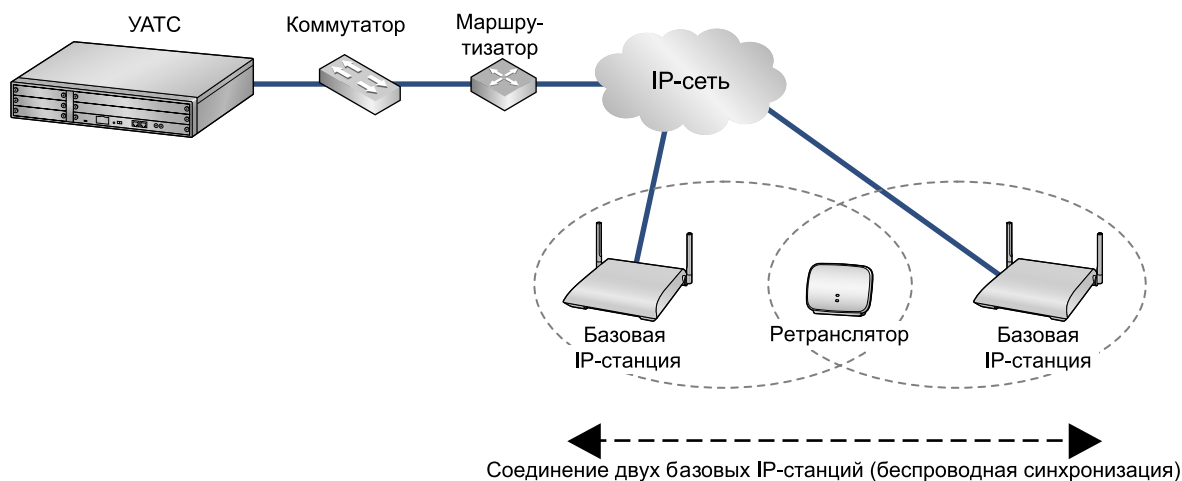 УАТС
Коммутатор
Маршру-
тизатор
IP-сеть
Базовая
IP-станция
Ретранслятор
Базовая
IP-станция
Соединение двух базовых IP-станций (беспроводная синхронизация)